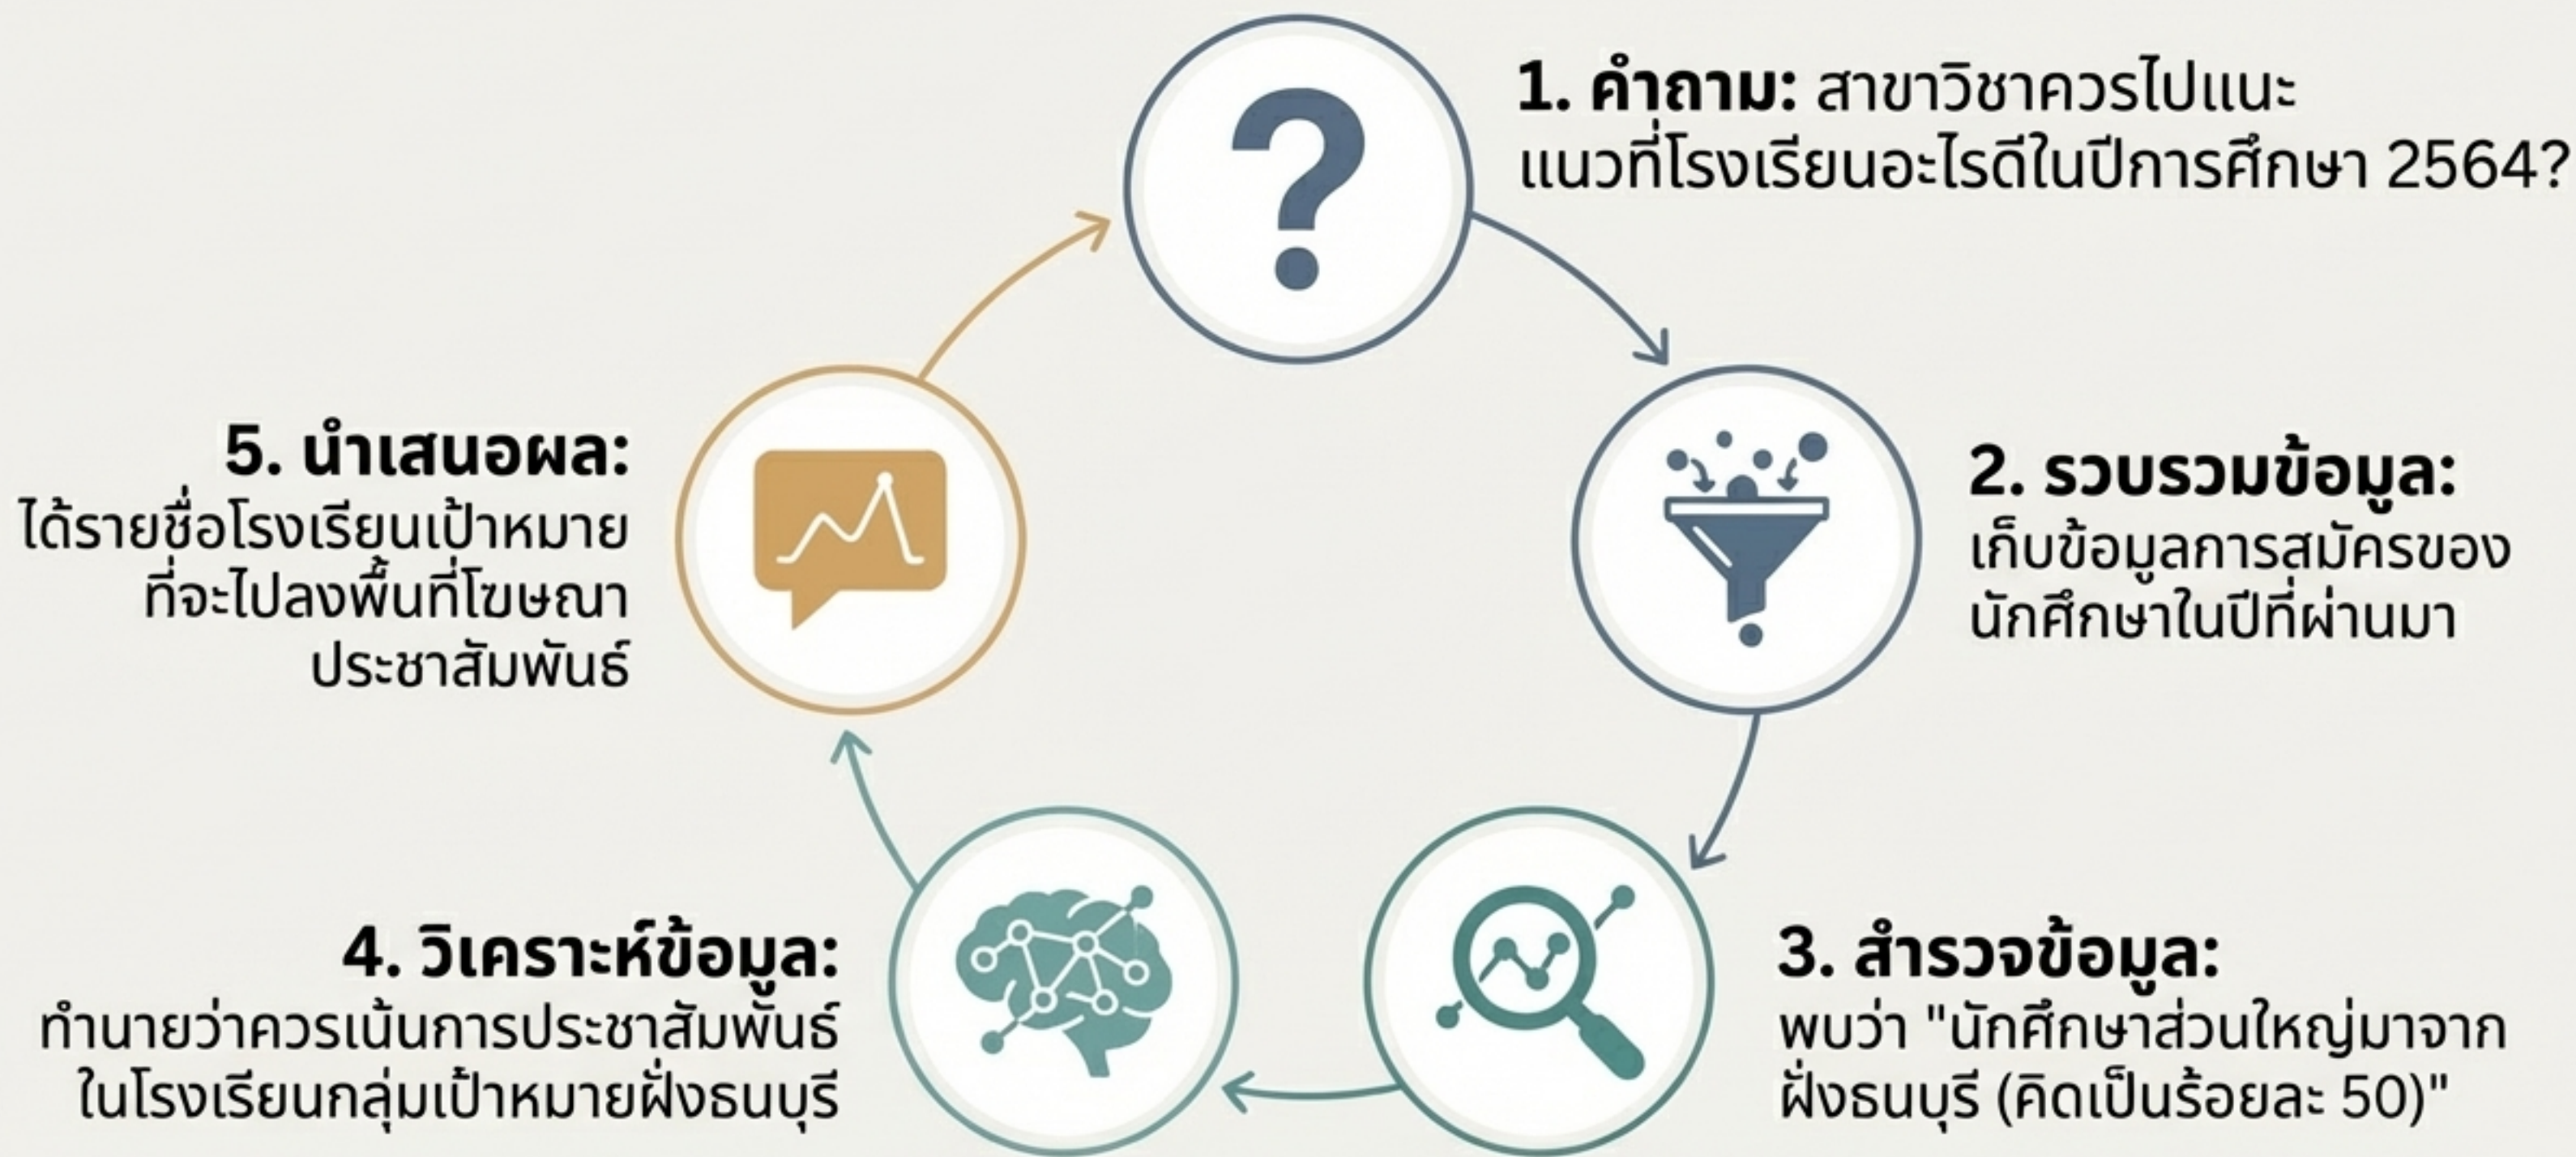 1. คำถาม: สาขาวิชาควรไปแนะ
แนวที่โรงเรียนอะไรดีในปีการศึกษา 2564?
2. รวบรวมข้อมูล:
เก็บข้อมูลการสมัครของ
นักศึกษาในปีที่ผ่านมา
3. สำรวจข้อมูล:
พบว่า "นักศึกษาส่วนใหญ่มาจาก
ฝั่งธนบุรี (คิดเป็นร้อยละ 50)"
4. วิเคราะห์ข้อมูล:
ทำนายว่าควรเน้นการประชาสัมพันธ์
ในโรงเรียนกลุ่มเป้าหมายฝั่งธนบุรี
5. นำเสนอผล:
ได้รายชื่อโรงเรียนเป้าหมาย
ที่จะไปลงพื้นที่โฆษณา
ประชาสัมพันธ์